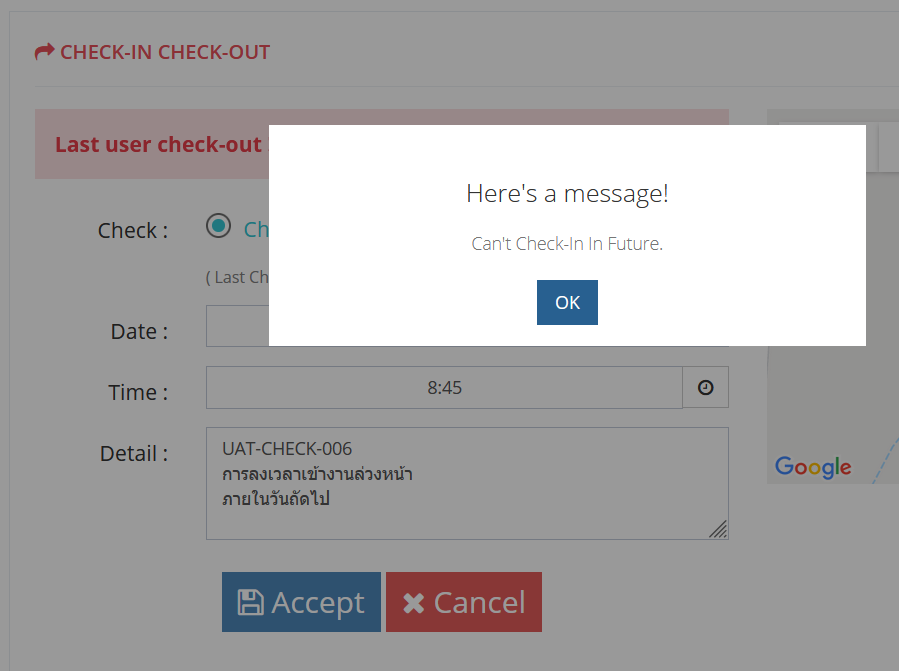 CHECK-IN CHECK-OUT
Last user check-out
Here's a message!
Can't Check-In In Future.
OK
Check :
( Last
Date :
Time :
8:45
Detail :
UAT-CHECK-006
การลงเวลาเข้างานล่วงหน้า
ภายในวันถัดไป
Google
Accept
Cancel